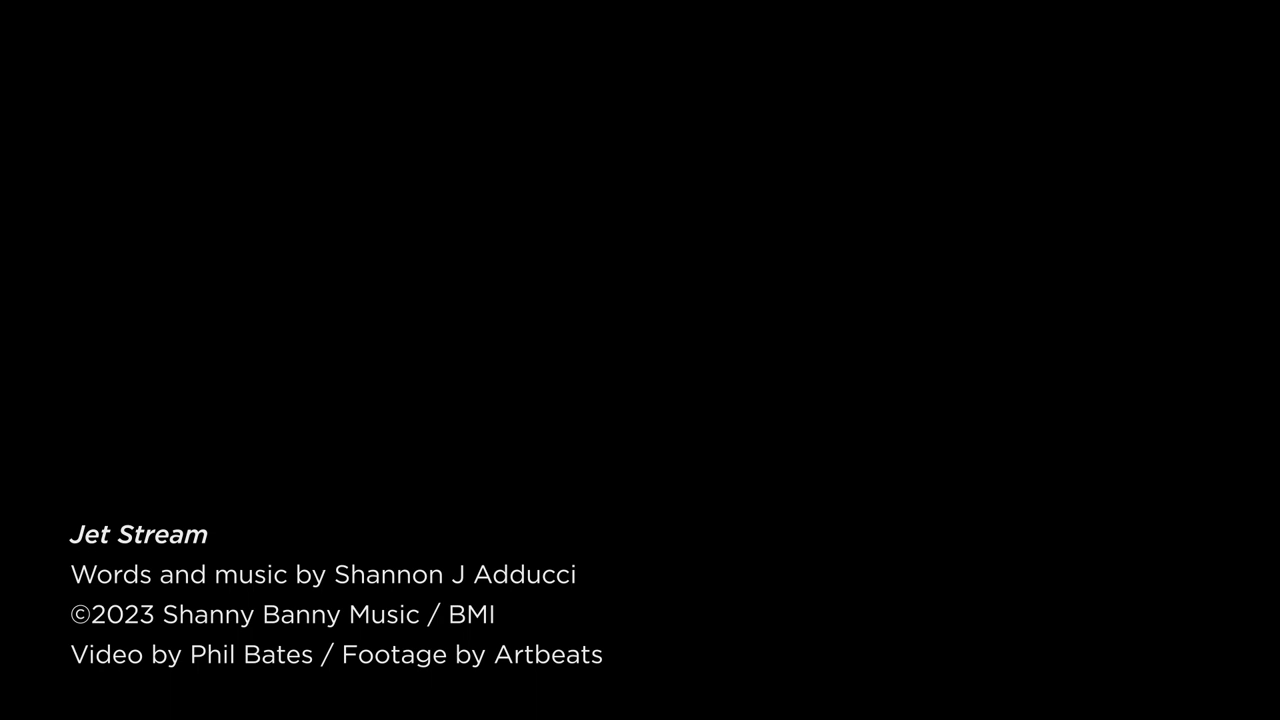 Jet Stream
Words and music by Shannon J Adducci
©2023 Shanny Banny Music / BMI
Video by Phil Bates / Footage by Artbeats